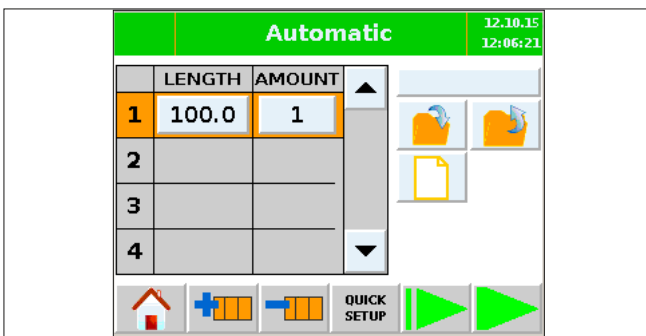 Automatic
12.10.15
12:06:21
LENGTH AMOUNT
1 100.0 1
2
3
4
QUICK
SETUP